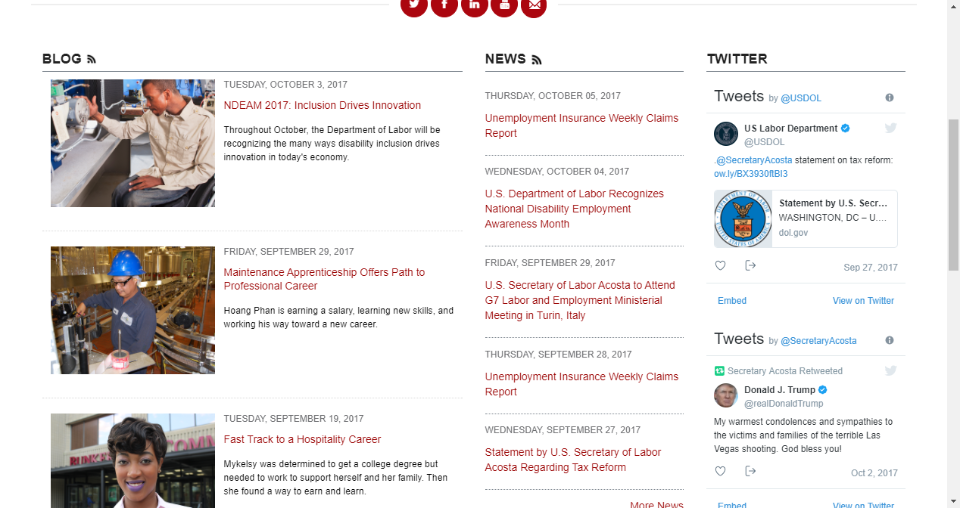 BLOG
TUESDAY, OCTOBER 3, 2017
NDEAM 2017: Inclusion Drives Innovation
Throughout October, the Department of Labor will be
recognizing the many ways disability inclusion drives
innovation in today's economy.
FRIDAY, SEPTEMBER 29, 2017
Maintenance Apprenticeship Offers Path to
Professional Career
Hoang Phan is earning a salary, learning new skills, and
working his way toward a new career.
TUESDAY, SEPTEMBER 19, 2017
Fast Track to a Hospitality Career
Mykelsy was determined to get a college degree but
needed to work to support herself and her family. Then
she found a way to earn and learn.
NEWS
THURSDAY, OCTOBER 05, 2017
Unemployment Insurance Weekly Claims
Report
WEDNESDAY, OCTOBER 04, 2017
U.S. Department of Labor Recognizes
National Disability Employment
Awareness Month
FRIDAY, SEPTEMBER 29, 2017
U.S. Secretary of Labor Acosta to Attend
G7 Labor and Employment Ministerial
Meeting in Turin, Italy
THURSDAY, SEPTEMBER 28, 2017
Unemployment Insurance Weekly Claims
Report
WEDNESDAY, SEPTEMBER 27, 2017
Statement by U.S. Secretary of Labor
Acosta Regarding Tax Reform
More News
TWITTER
Tweets by @USDOL
US Labor Department
@USDOL
.@SecretaryAcosta statement on tax reform:
ow.ly/BX3930ftBI3
Statement by U.S. Secr...
WASHINGTON, DC – U....
dol.gov
Sep 27, 2017
Embed View on Twitter
Tweets by @SecretaryAcosta
Secretary Acosta Retweeted
Donald J. Trump
@realDonaldTrump
My warmest condolences and sympathies to
the victims and families of the terrible Las
Vegas shooting. God bless you!
Oct 2, 2017
Embed View on Twitter